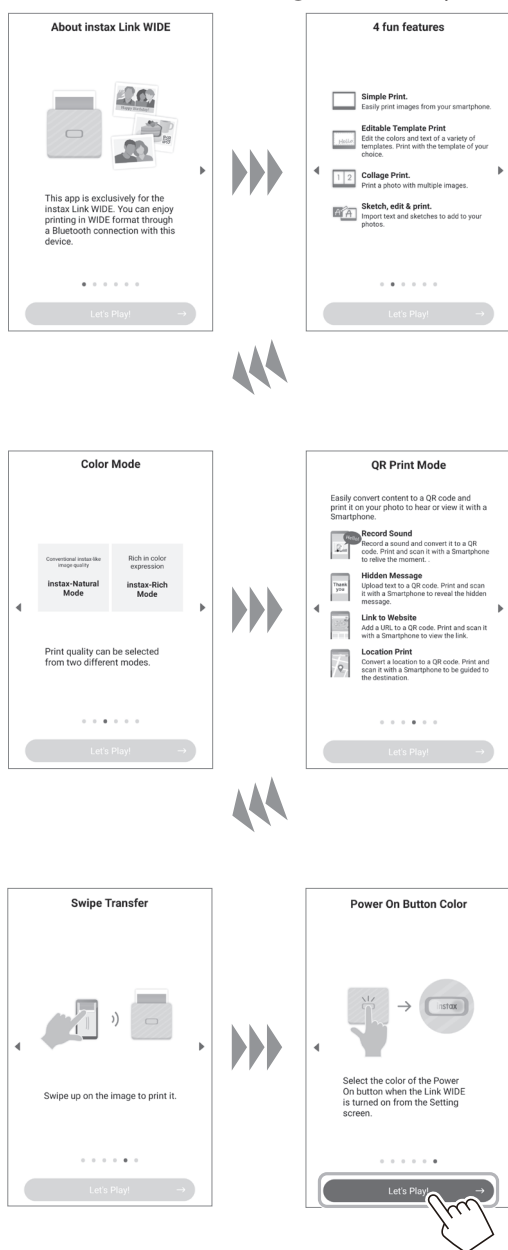 About instax Link WIDE
Happy Birthday
This app is exclusively for the
instax Link WIDE. You can enjoy
printing in WIDE format through
a Bluetooth connection with this
device.
Let's Play! →
4 fun features
Simple Print.
Easily print images from your smartphone.
Hello!
Editable Template Print
Edit the colors and text of a variety of
templates. Print with the template of your
choice.
1 2
Collage Print.
Print a photo with multiple images.
Sketch, edit & print.
Import text and sketches to add to your
photos.
Let's Play! →
Color Mode
Conventional instax-like
image quality
instax-Natural
Mode
Rich in color
expression
instax-Rich
Mode
Print quality can be selected
from two different modes.
Let's Play! →
QR Print Mode
Easily convert content to a QR code and
print it on your photo to hear or view it with a
Smartphone.
Hello!
Record Sound
Record a sound and convert it to a QR
code. Print and scan it with a Smartphone
to relive the moment. .
Thank
you
Hidden Message
Upload text to a QR code. Print and scan
it with a Smartphone to reveal the hidden
message.
Link to Website
Add a URL to a QR code. Print and scan it
with a Smartphone to view the link.
Location Print
Convert a location to a QR code. Print and
scan it with a Smartphone to be guided to
the destination.
Let's Play! →
Swipe Transfer
Swipe up on the image to print it.
Let's Play! →
Power On Button Color
instax
Select the color of the Power
On button when the Link WIDE
is turned on from the Setting
screen.
Let's Play! →